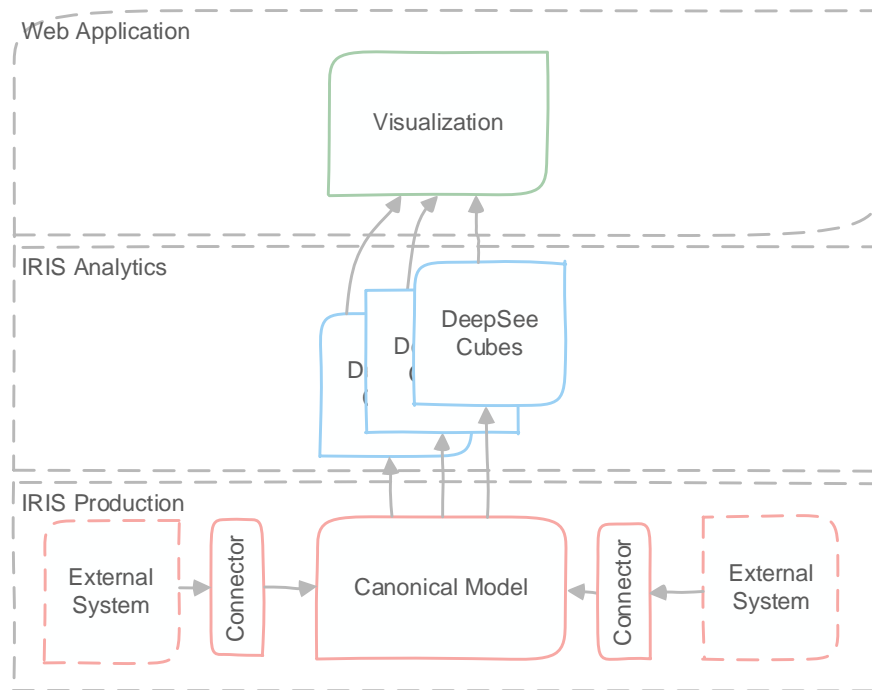 Web Application
Visualization
IRIS Analytics
DeepSee
Cubes
IRIS Production
External
System
Connector
Canonical Model
Connector
External
System